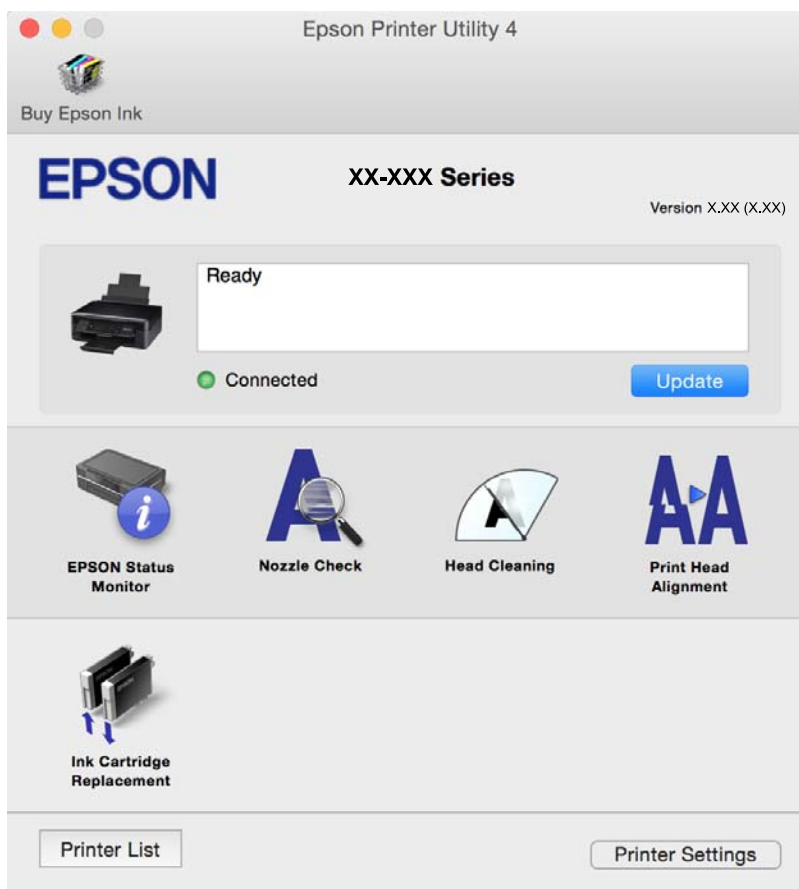 Epson Printer Utility 4
Buy Epson Ink
EPSON
XX-XXX Series
Version X.XX (X.XX)
Ready
Connected
Update
EPSON Status
Monitor
Nozzle Check
Head Cleaning
Print Head
Alignment
Ink Cartridge
Replacement
Printer List
Printer Settings